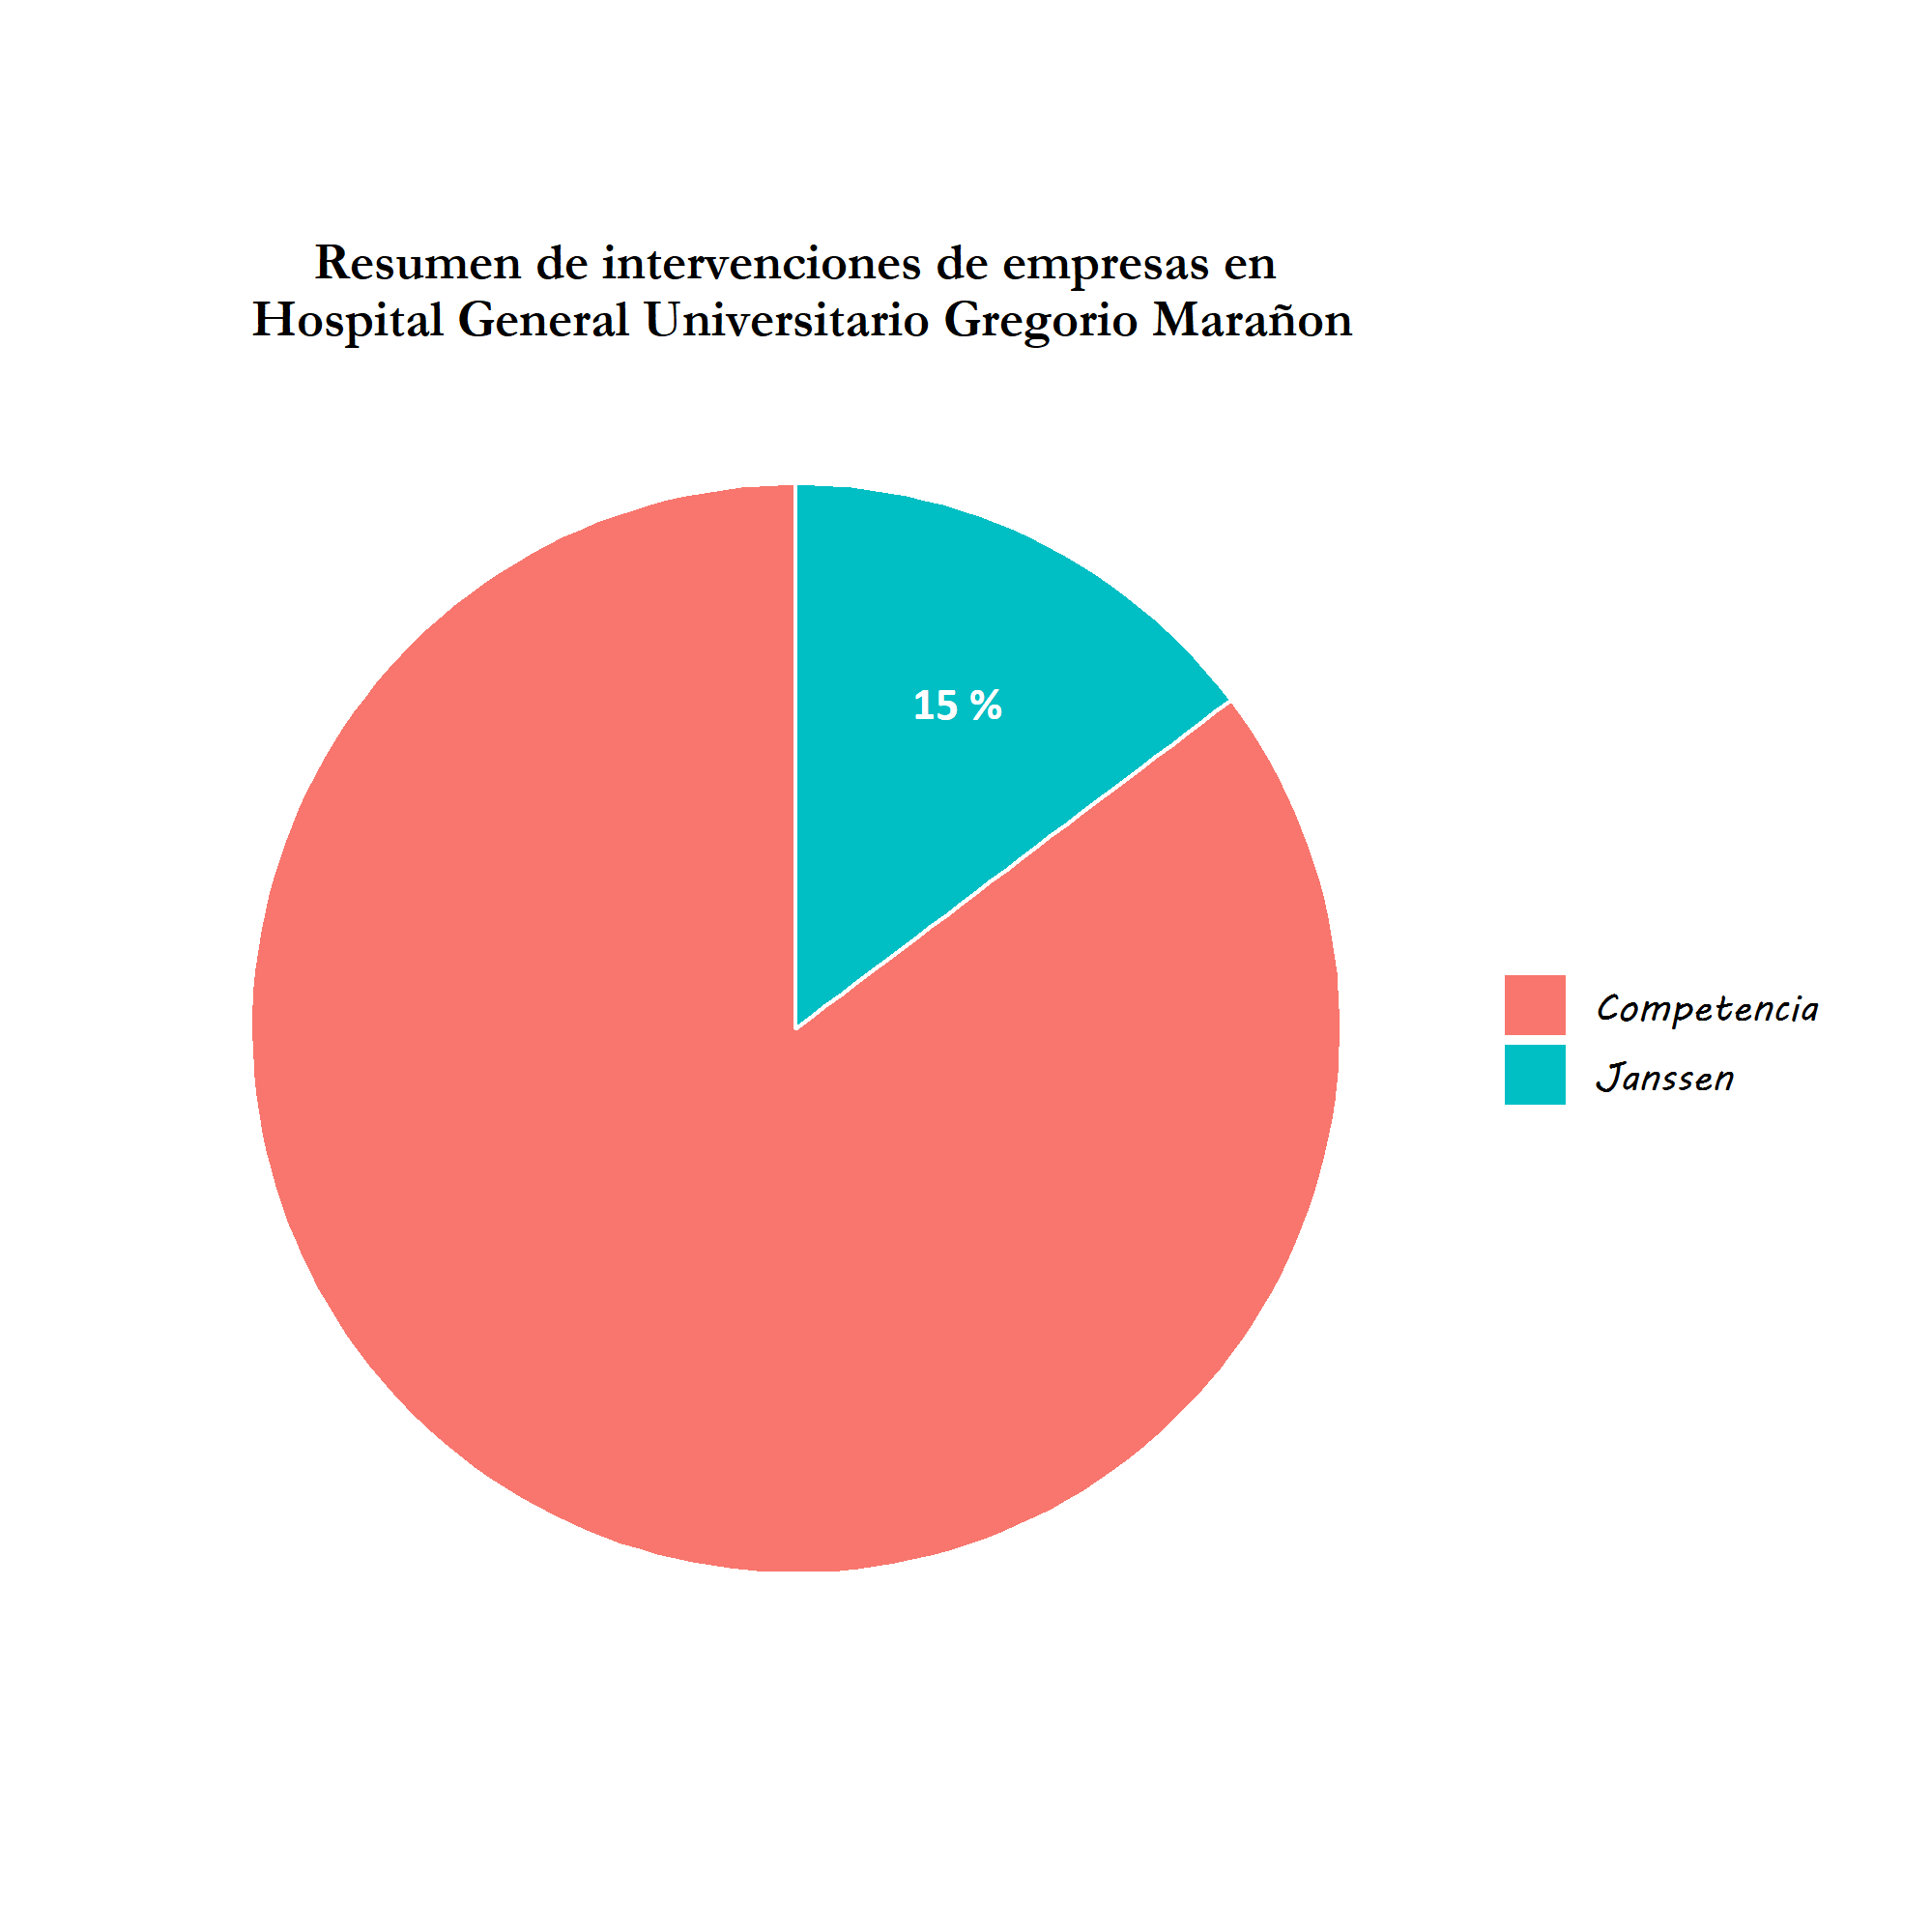 Resumen de intervenciones de empresas en
Hospital General Universitario Gregorio Marañon
15 %
Competencia
Janssen